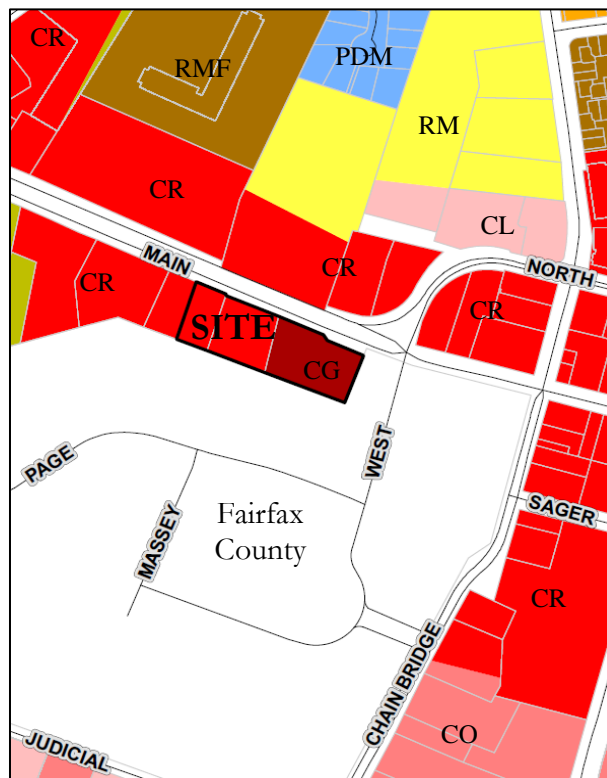 CR
RMF
PDM
RM
CR
CL
MAIN
CR
NORTH
CR
CR
SITE
CG
WEST
PAGE
SAGER
Fairfax
County
MASSEY
CR
CHAIN BRIDGE
CO
JUDICIAL